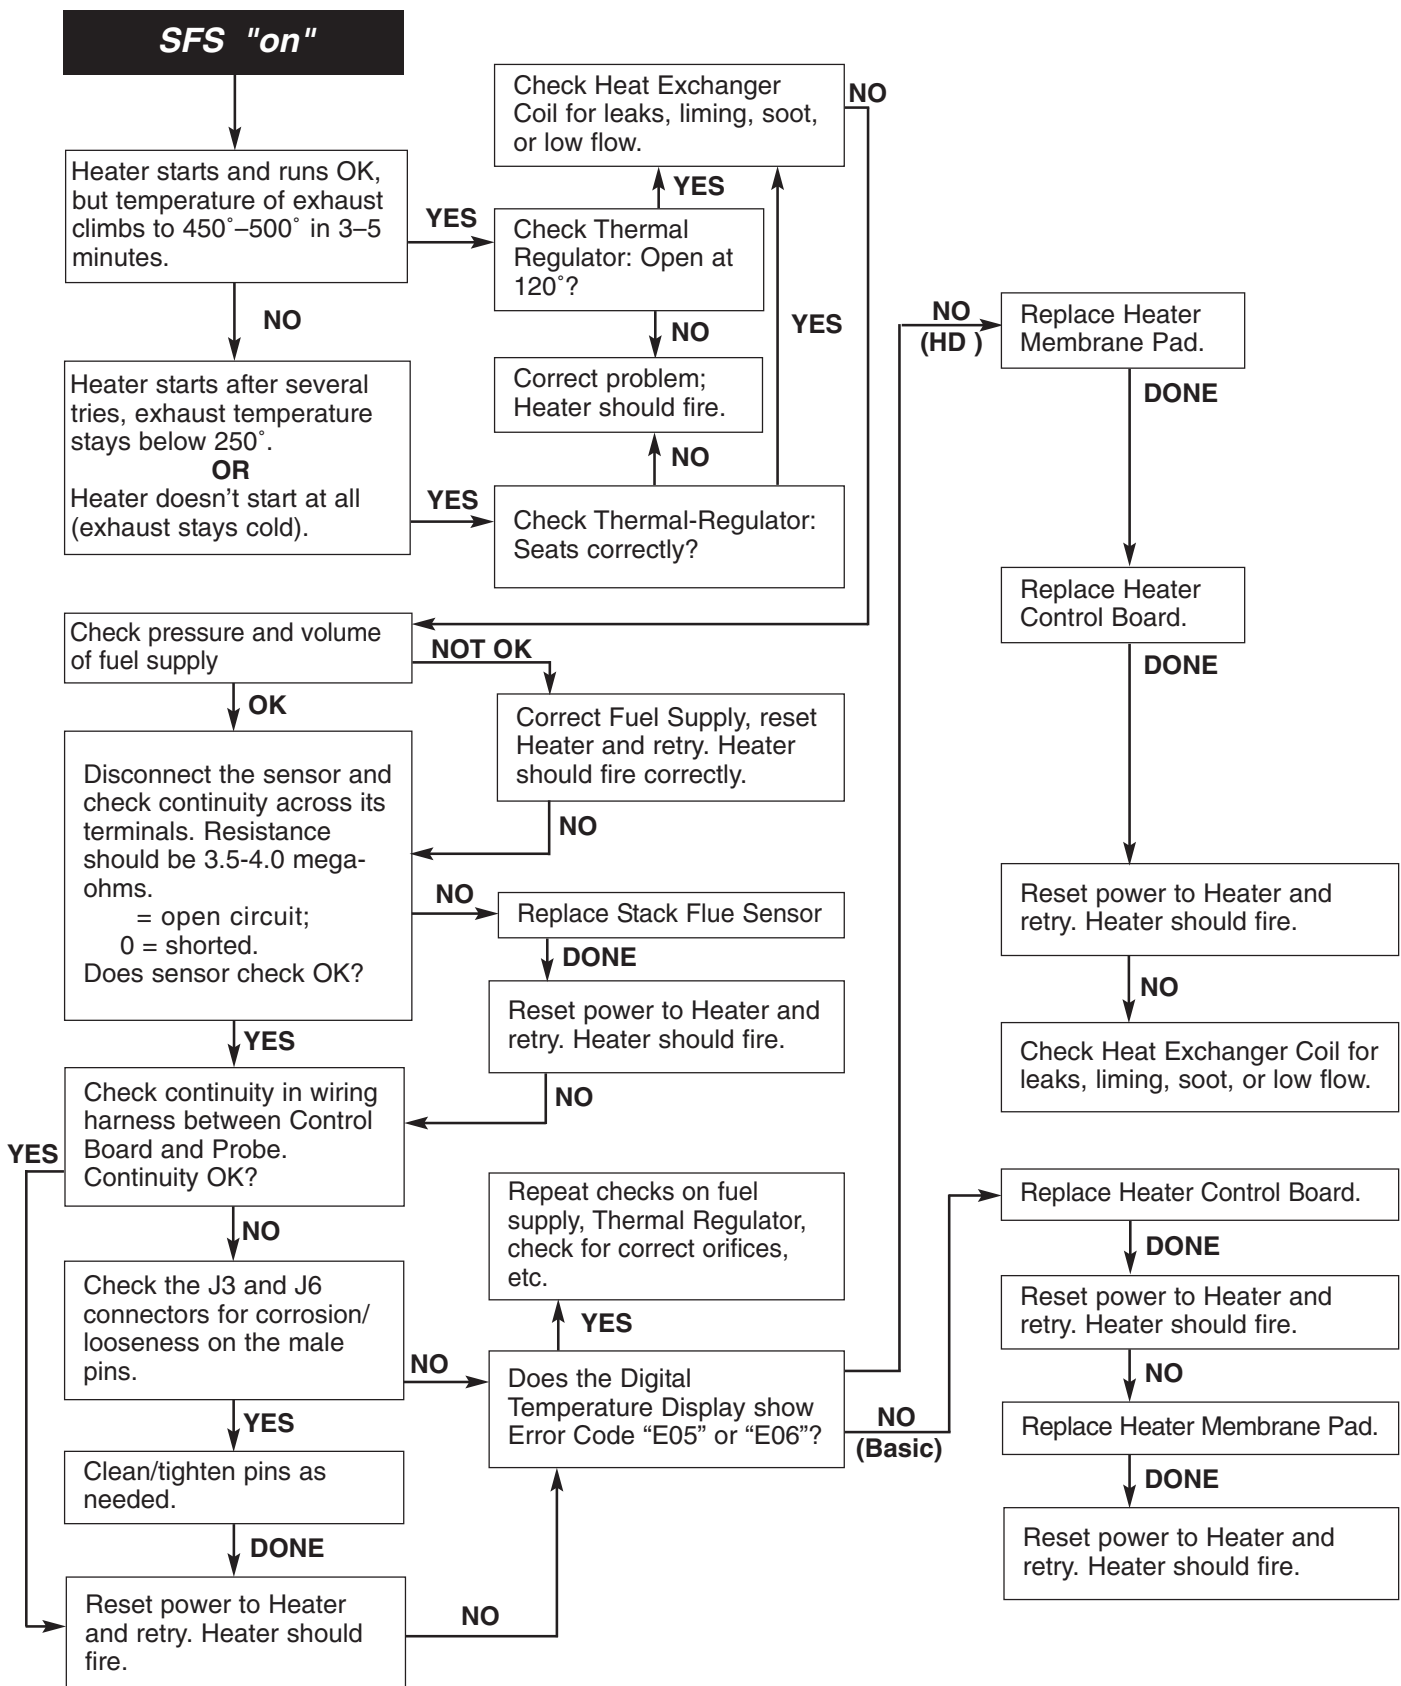 SFS "on"
Heater starts and runs OK,
but temperature of exhaust
climbs to 450˚–500˚ in 3–5
minutes.
YES
NO
Check Heat Exchanger
Coil for leaks, liming, soot,
or low flow.
NO
YES
Check Thermal
Regulator: Open at
120˚?
NO
YES
Correct problem;
Heater should fire.
NO
Heater starts after several
tries, exhaust temperature
stays below 250˚.
OR
Heater doesn't start at all
(exhaust stays cold).
YES
Check Thermal-Regulator:
Seats correctly?
Check pressure and volume
of fuel supply
NOT OK
OK
Correct Fuel Supply, reset
Heater and retry. Heater
should fire correctly.
NO
Disconnect the sensor and
check continuity across its
terminals. Resistance
should be 3.5-4.0 mega-
ohms.
= open circuit;
0 = shorted.
Does sensor check OK?
NO
Replace Stack Flue Sensor
DONE
Reset power to Heater and
retry. Heater should fire.
NO
YES
Check continuity in wiring
harness between Control
Board and Probe.
Continuity OK?
YES
NO
Check the J3 and J6
connectors for corrosion/
looseness on the male
pins.
NO
YES
Clean/tighten pins as
needed.
DONE
Reset power to Heater
and retry. Heater should
fire.
NO
Repeat checks on fuel
supply, Thermal Regulator,
check for correct orifices,
etc.
YES
Does the Digital
Temperature Display show
Error Code “E05” or “E06”?
NO
(Basic)
NO
(HD )
Replace Heater
Membrane Pad.
DONE
Replace Heater
Control Board.
DONE
Reset power to Heater and
retry. Heater should fire.
NO
Check Heat Exchanger Coil for
leaks, liming, soot, or low flow.
Replace Heater Control Board.
DONE
Reset power to Heater and
retry. Heater should fire.
NO
Replace Heater Membrane Pad.
DONE
Reset power to Heater and
retry. Heater should fire.